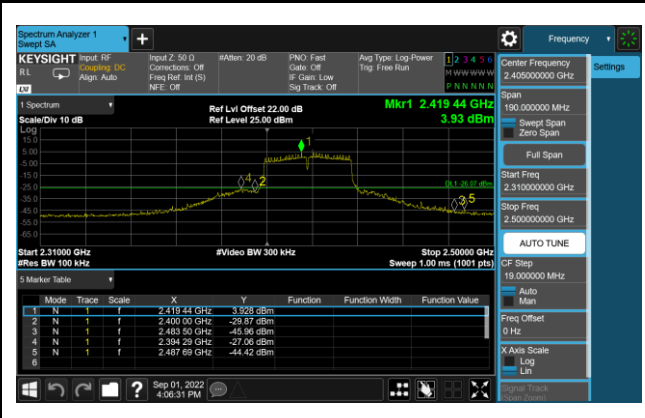 Spectrum Analyzer 1
Swept SA
+
Frequency
KEYSIGHT
RL
LXI
Input: RF
Coupling: DC
Align: Auto
Input Z: 50 Ω
Corrections: Off
Freq Ref: Int (S)
NFE: Off
#Atten: 20 dB
PNO: Fast
Gate: Off
IF Gain: Low
Sig Track: Off
Avg Type: Log-Power
Trig: Free Run
1 2 3 4 5 6
M W W W W W
P N N N N N
1 Spectrum
Scale/Div 10 dB
Ref Lvl Offset 22.00 dB
Ref Level 25.00 dBm
Mkr1 2.419 44 GHz
3.93 dBm
Log
15.0
5.00
-5.00
-15.0
-25.0
-35.0
-45.0
-55.0
-65.0
1
4
2
3
5
DL1 -26.07 dBm
Start 2.31000 GHz
#Res BW 100 kHz
#Video BW 300 kHz
Stop 2.50000 GHz
Sweep 1.00 ms (1001 pts)
5 Marker Table
Mode Trace Scale X Y Function Function Width Function Value
1 N 1 f 2.419 44 GHz 3.928 dBm
2 N 1 f 2.400 00 GHz -29.87 dBm
3 N 1 f 2.483 50 GHz -45.96 dBm
4 N 1 f 2.394 29 GHz -27.06 dBm
5 N 1 f 2.487 69 GHz -44.42 dBm
6
?
Sep 01, 2022
4:06:31 PM
Settings
Center Frequency
2.405000000 GHz
Span
190.000000 MHz
Swept Span
Zero Span
Full Span
Start Freq
2.310000000 GHz
Stop Freq
2.500000000 GHz
AUTO TUNE
CF Step
19.000000 MHz
Auto
Man
Freq Offset
0 Hz
X Axis Scale
Log
Lin
Signal Track
(Span Zoom)